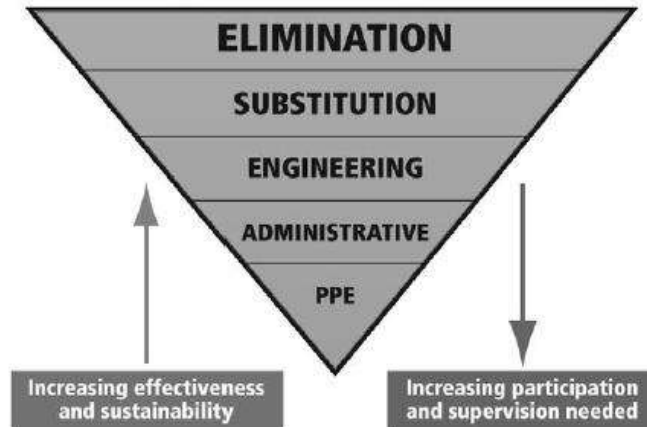 ELIMINATION
SUBSTITUTION
ENGINEERING
ADMINISTRATIVE
PPE
Increasing effectiveness
and sustainability
Increasing participation
and supervision needed